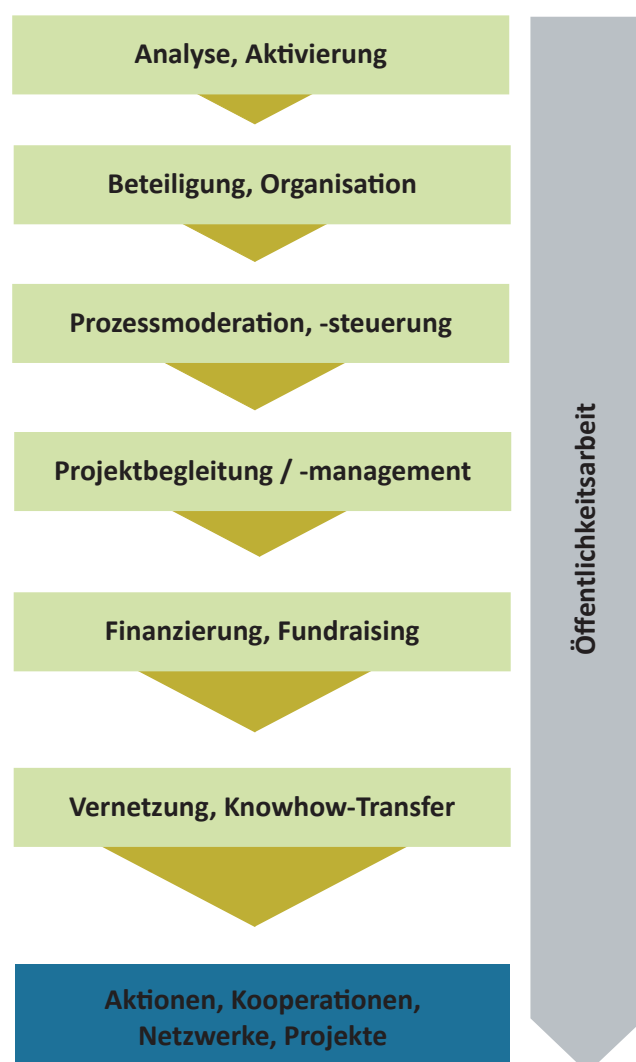 Analyse, Aktivierung
Beteiligung, Organisation
Prozessmoderation, -steuerung
Projektbegleitung / -management
Finanzierung, Fundraising
Vernetzung, Knowhow-Transfer
Aktionen, Kooperationen,
Netzwerke, Projekte
Öffentlichkeitsarbeit